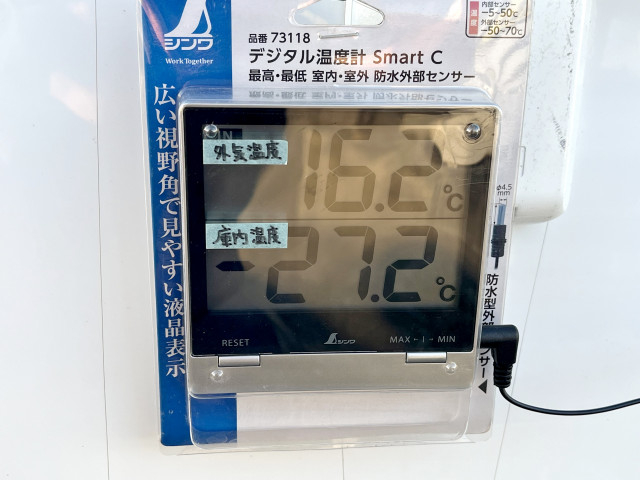 シンワ
Work Together
品番 73118
デジタル温度計 Smart C
最高・最低 室内・室外 防水外部センサー
内部センサー
-5~50℃
外部センサー
-50~70℃
広い視野角で見やすい液晶表示
IN
外気温度
16.2℃
庫内温度
-27.2℃
φ4.5
mm
防水型外部センサー
RESET
シンワ
MAX ←I→ MIN